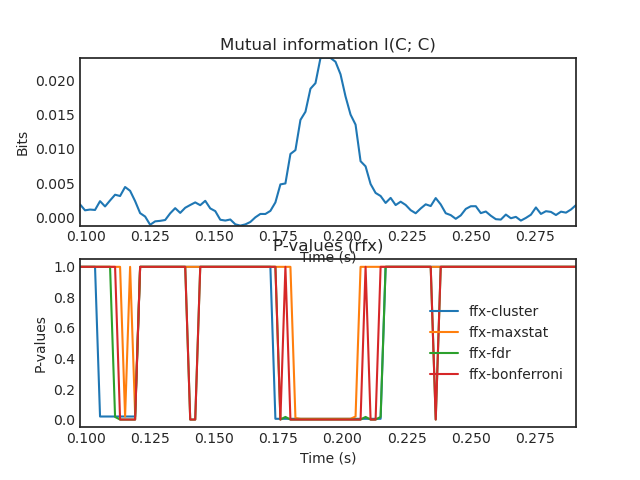 Mutual information I(C; C)
Bits
0.020
0.015
0.010
0.005
0.000
0.100 0.125 0.150 0.175 0.200 0.225 0.250 0.275
Time (s)
P-values (rfx)
P-values
1.0
0.8
0.6
0.4
0.2
0.0
ffx-cluster
ffx-maxstat
ffx-fdr
ffx-bonferroni
0.100 0.125 0.150 0.175 0.200 0.225 0.250 0.275
Time (s)